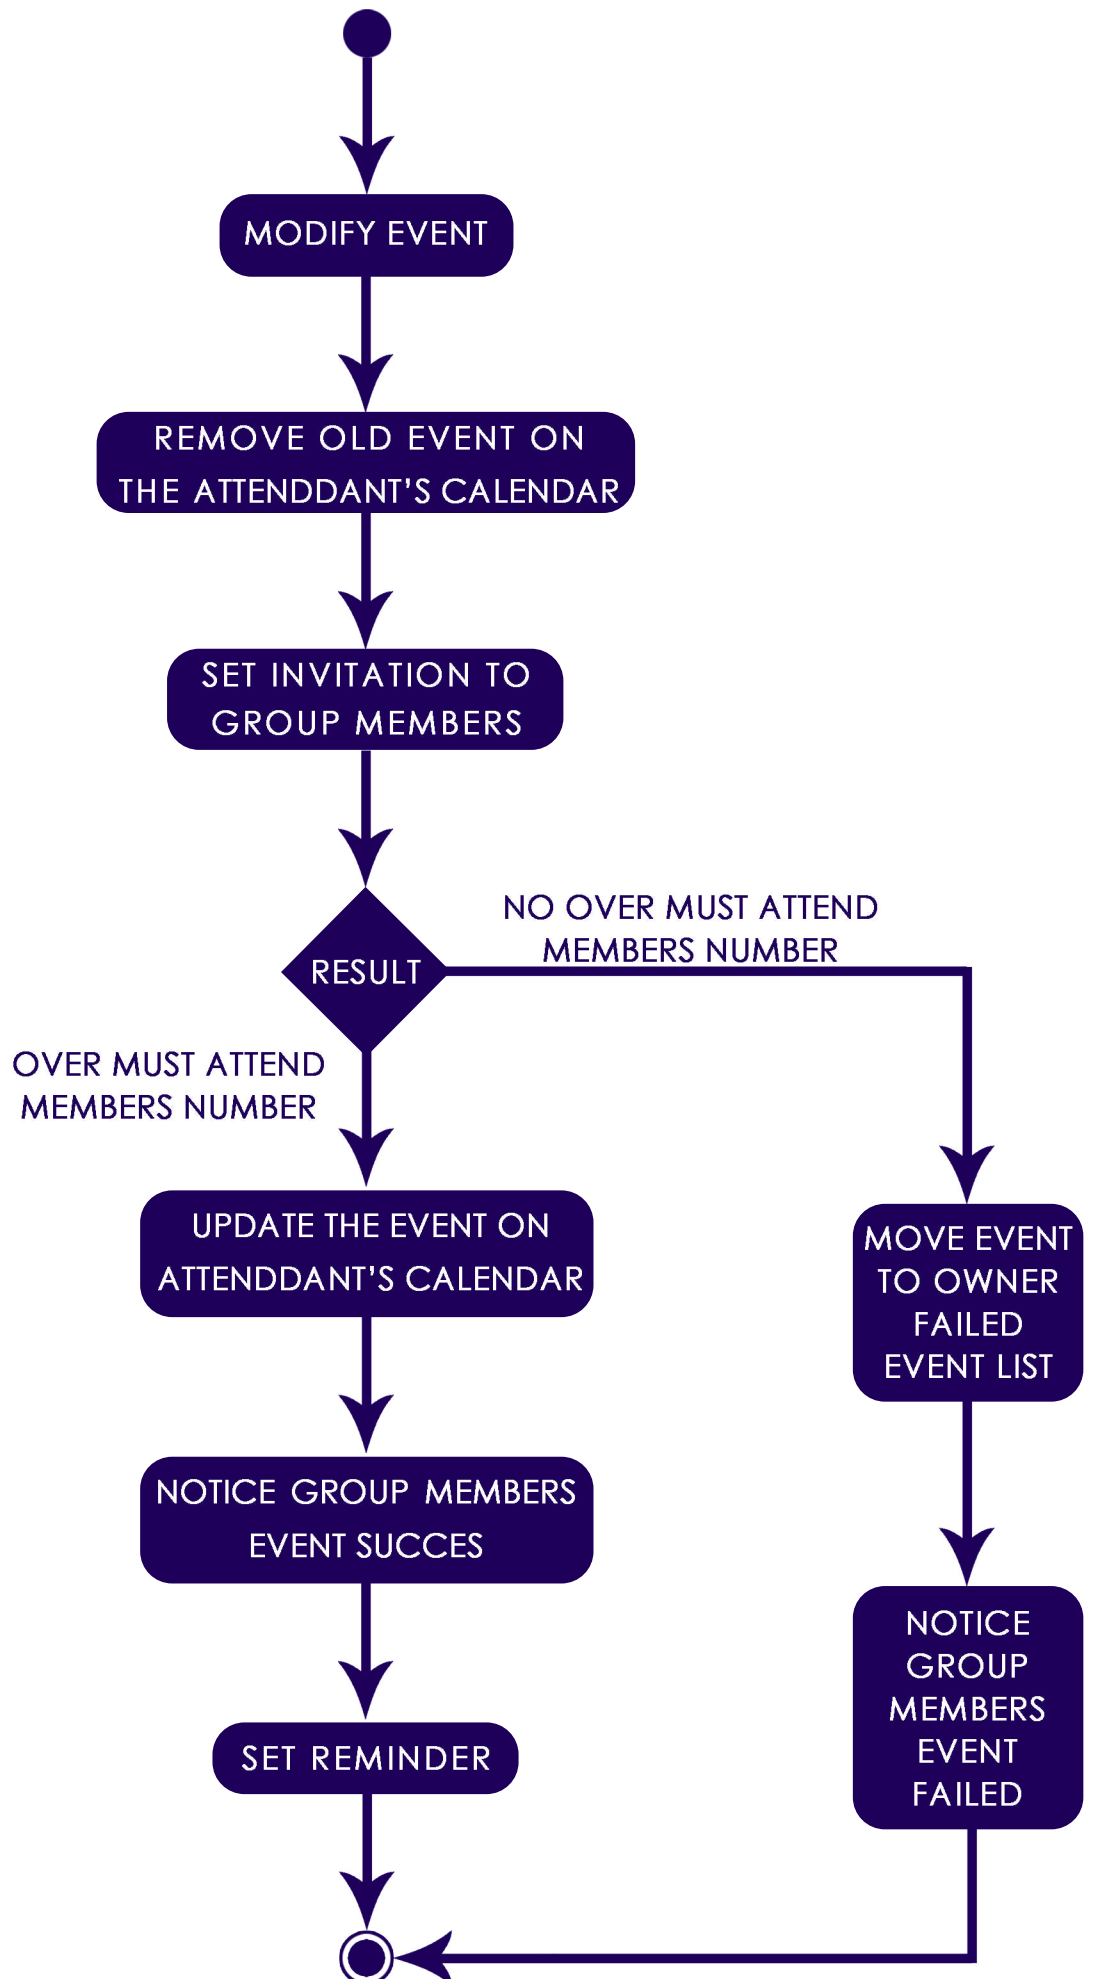 MODIFY EVENT
REMOVE OLD EVENT ON
THE ATTENDDANT'S CALENDAR
SET INVITATION TO
GROUP MEMBERS
RESULT
NO OVER MUST ATTEND
MEMBERS NUMBER
OVER MUST ATTEND
MEMBERS NUMBER
UPDATE THE EVENT ON
ATTENDDANT'S CALENDAR
NOTICE GROUP MEMBERS
EVENT SUCCES
SET REMINDER
MOVE EVENT
TO OWNER
FAILED
EVENT LIST
NOTICE
GROUP
MEMBERS
EVENT
FAILED